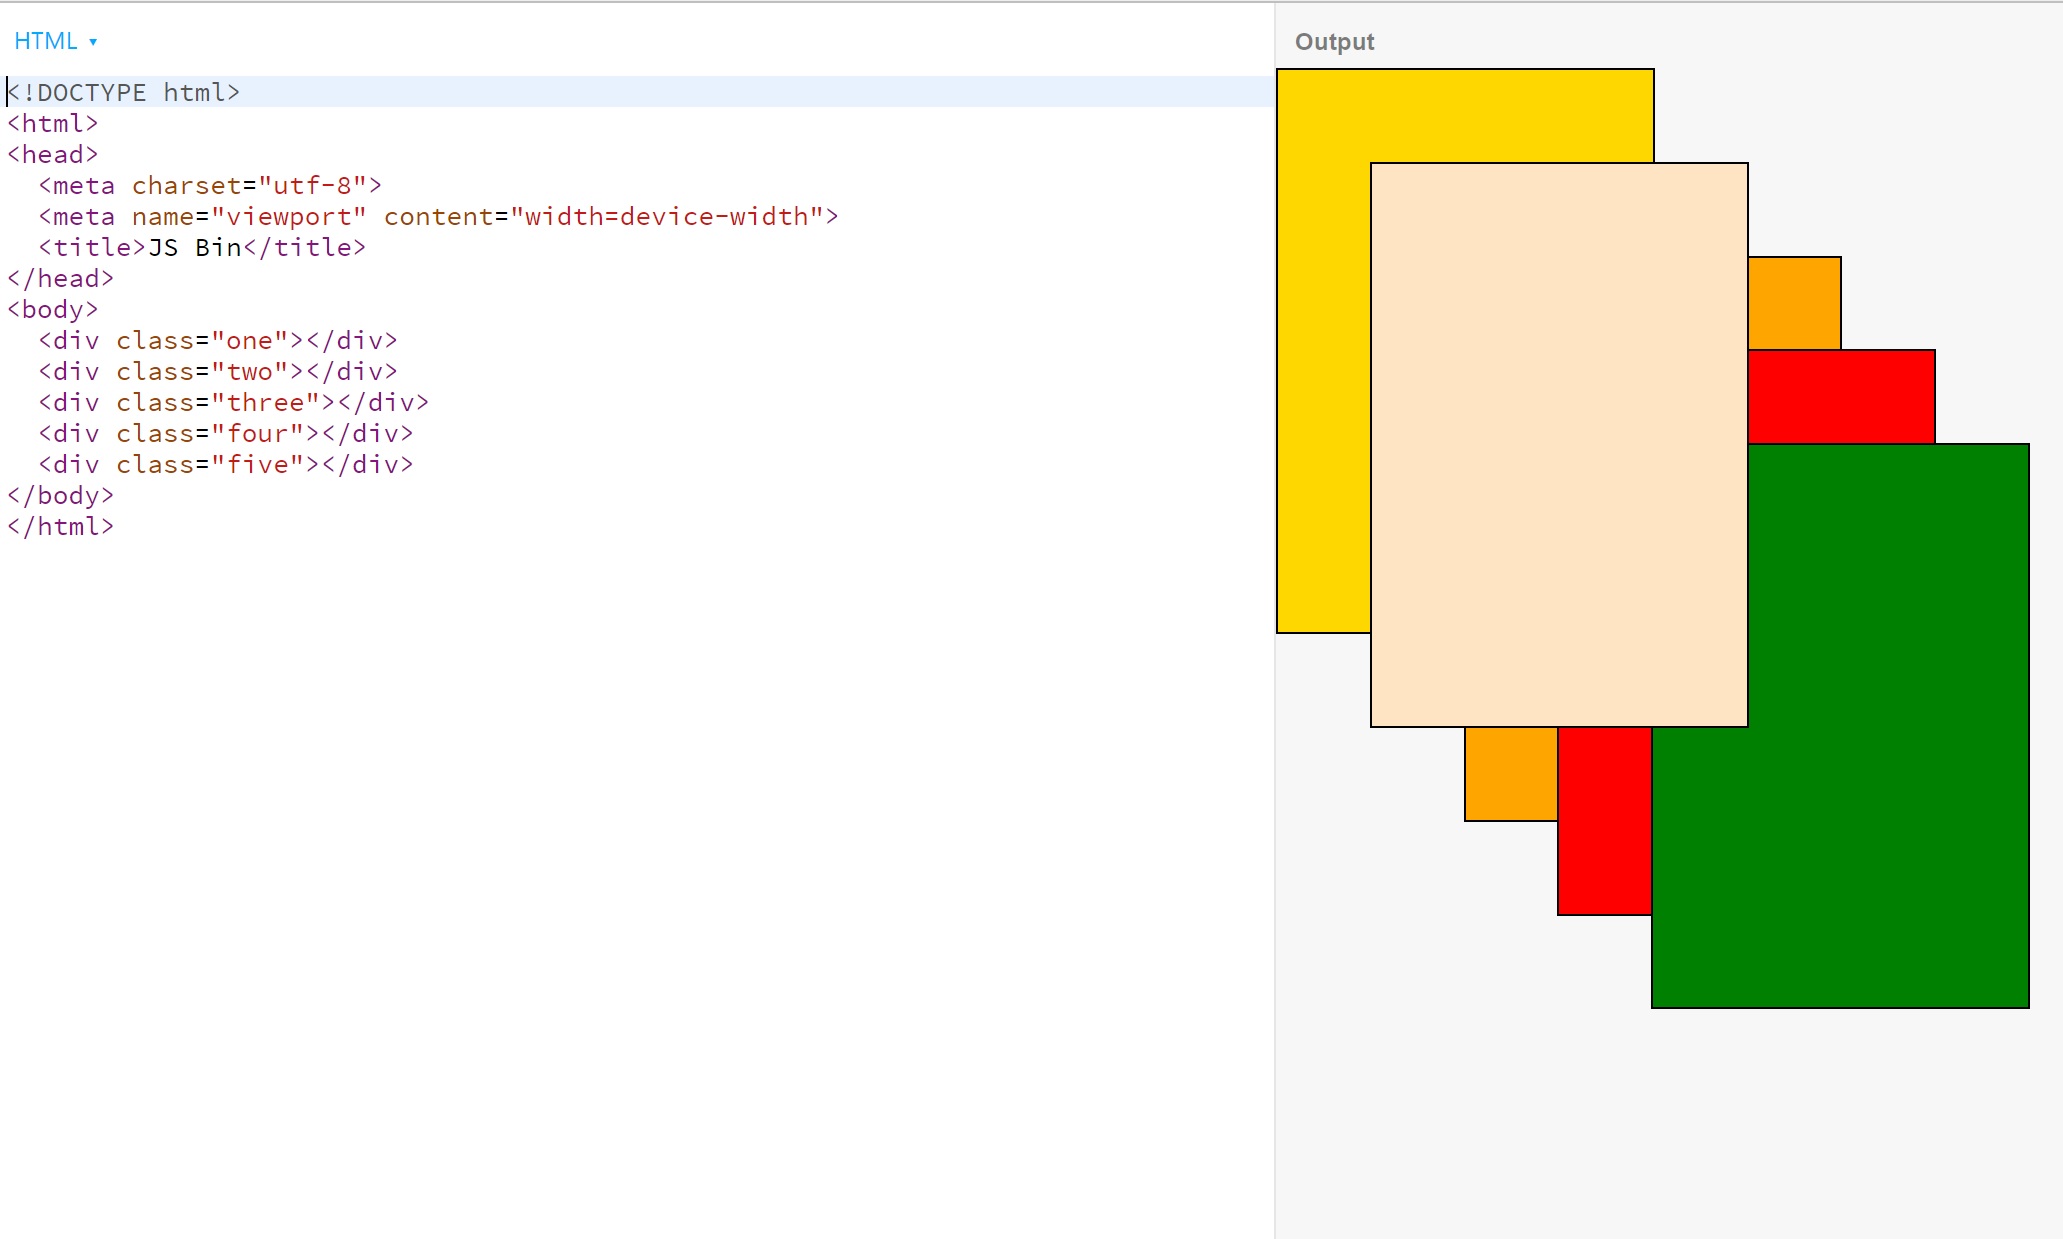 HTML ▾
Output
<!DOCTYPE html>
<html>
<head>
  <meta charset="utf-8">
  <meta name="viewport" content="width=device-width">
  <title>JS Bin</title>
</head>
<body>
  <div class="one"></div>
  <div class="two"></div>
  <div class="three"></div>
  <div class="four"></div>
  <div class="five"></div>
</body>
</html>